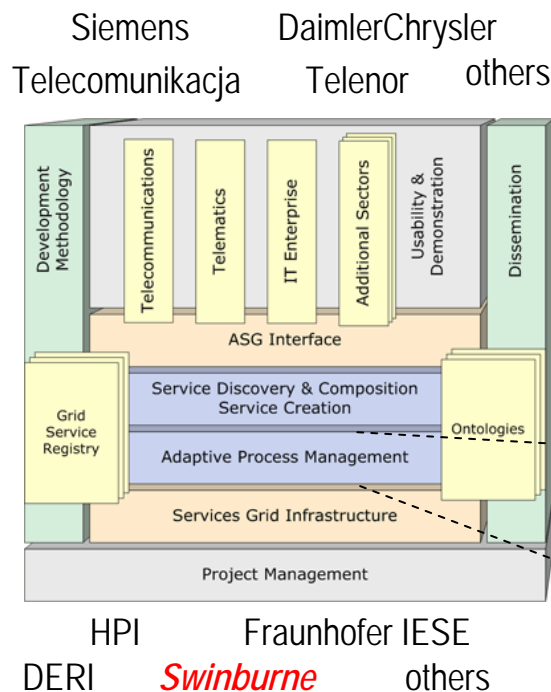 Siemens DaimlerChrysler
Telecomunikacja Telenor others
Development
Methodology
Telecommunications
Telematics
IT Enterprise
Additional Sectors
Usability &
Demonstration
Dissemination
ASG Interface
Service Discovery & Composition
Service Creation
Grid
Service
Registry
Ontologies
Adaptive Process Management
Services Grid Infrastructure
Project Management
HPI Fraunhofer IESE
DERI Swinburne others